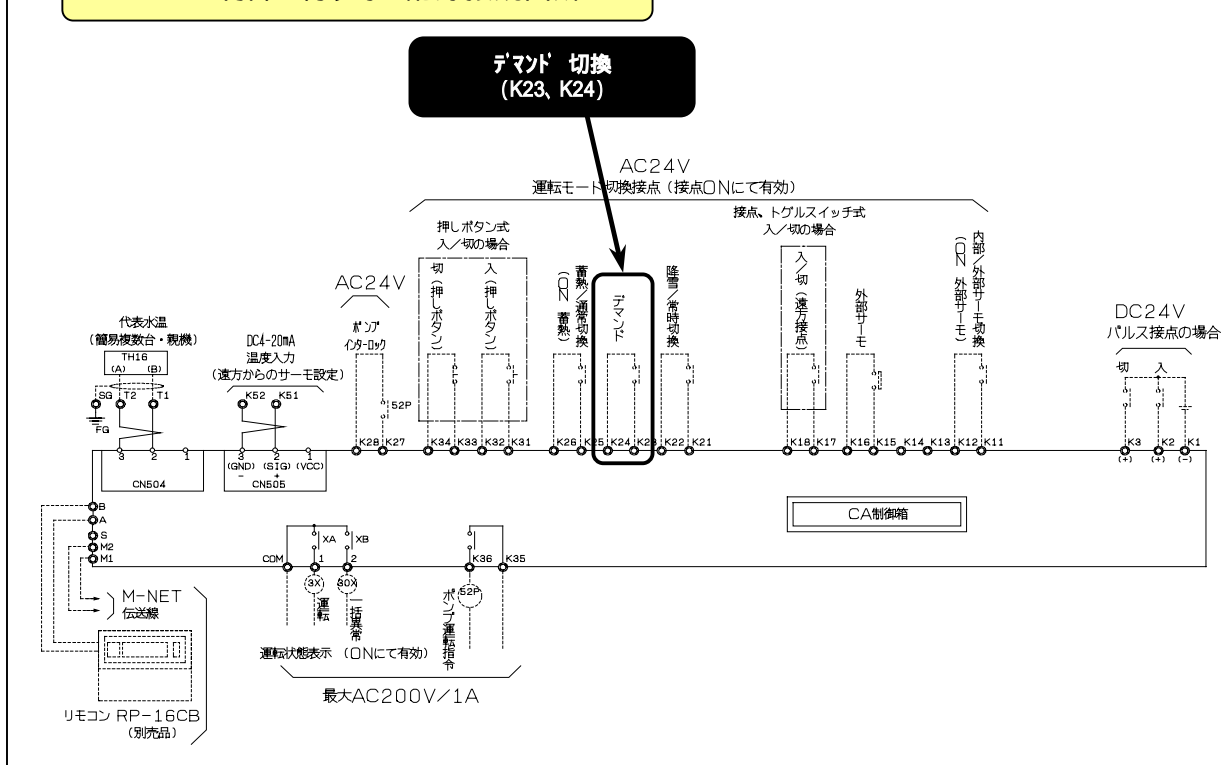 デマンド 切換
(K23、K24)
AC24V
運転モード切換接点（接点ONにて有効）
押しボタン式
入／切の場合
接点、トグルスイッチ式
入／切の場合
切（押しボタン）
入（押しボタン）
蓄熱／通常切換
（ON 蓄熱）
デマンド
降雪／常時切換
入／切（遠方接点）
外部サーモ
内部／外部サーモ切換
（ON 外部サーモ）
AC24V
ポンプ
インターロック
52P
DC24V
パルス接点の場合
切 入
代表水温
（簡易複数台・親機）
TH16
(A) (B)
SG T2 T1
FG
DC4-20mA
温度入力
（遠方からのサーモ設定）
K52 K51
K28 K27 K34 K33 K32 K31 K26 K25 K24 K23 K22 K21 K18 K17 K16 K15 K14 K13 K12 K11 K3 K2 K1
(+) (+) (-)
3 2 1
CN504
3 2 1
(GND) (SIG) (VCC)
- +
CN505
CA制御箱
B
A
S
M2
M1
XA XB
COM 1 2 K36 K35
3X 30X 52P
運転
一括異常
ポンプ運転指令
運転状態表示 （ONにて有効）
最大AC200V／1A
M-NET
伝送線
リモコン RP-16CB
（別売品）